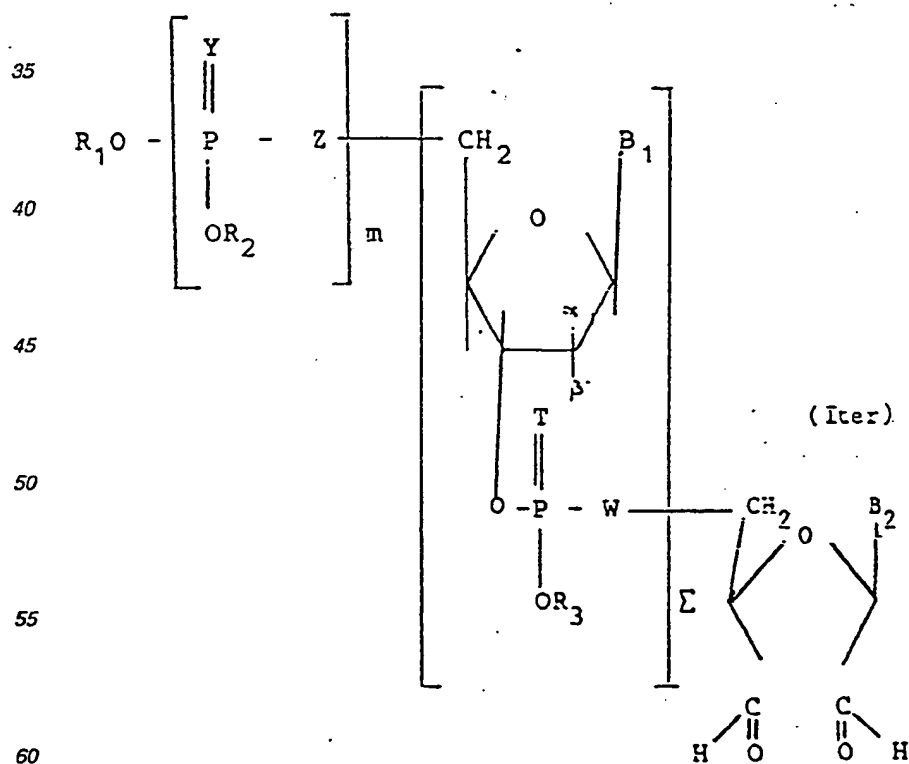 35 Y
R₁O - P - Z CH₂ B₁
40 O
OR₂ m
α
45
β
T (Iter)
50
O - P - W CH₂ O B₂
OR₃ Σ
55
C C
H O O H
60